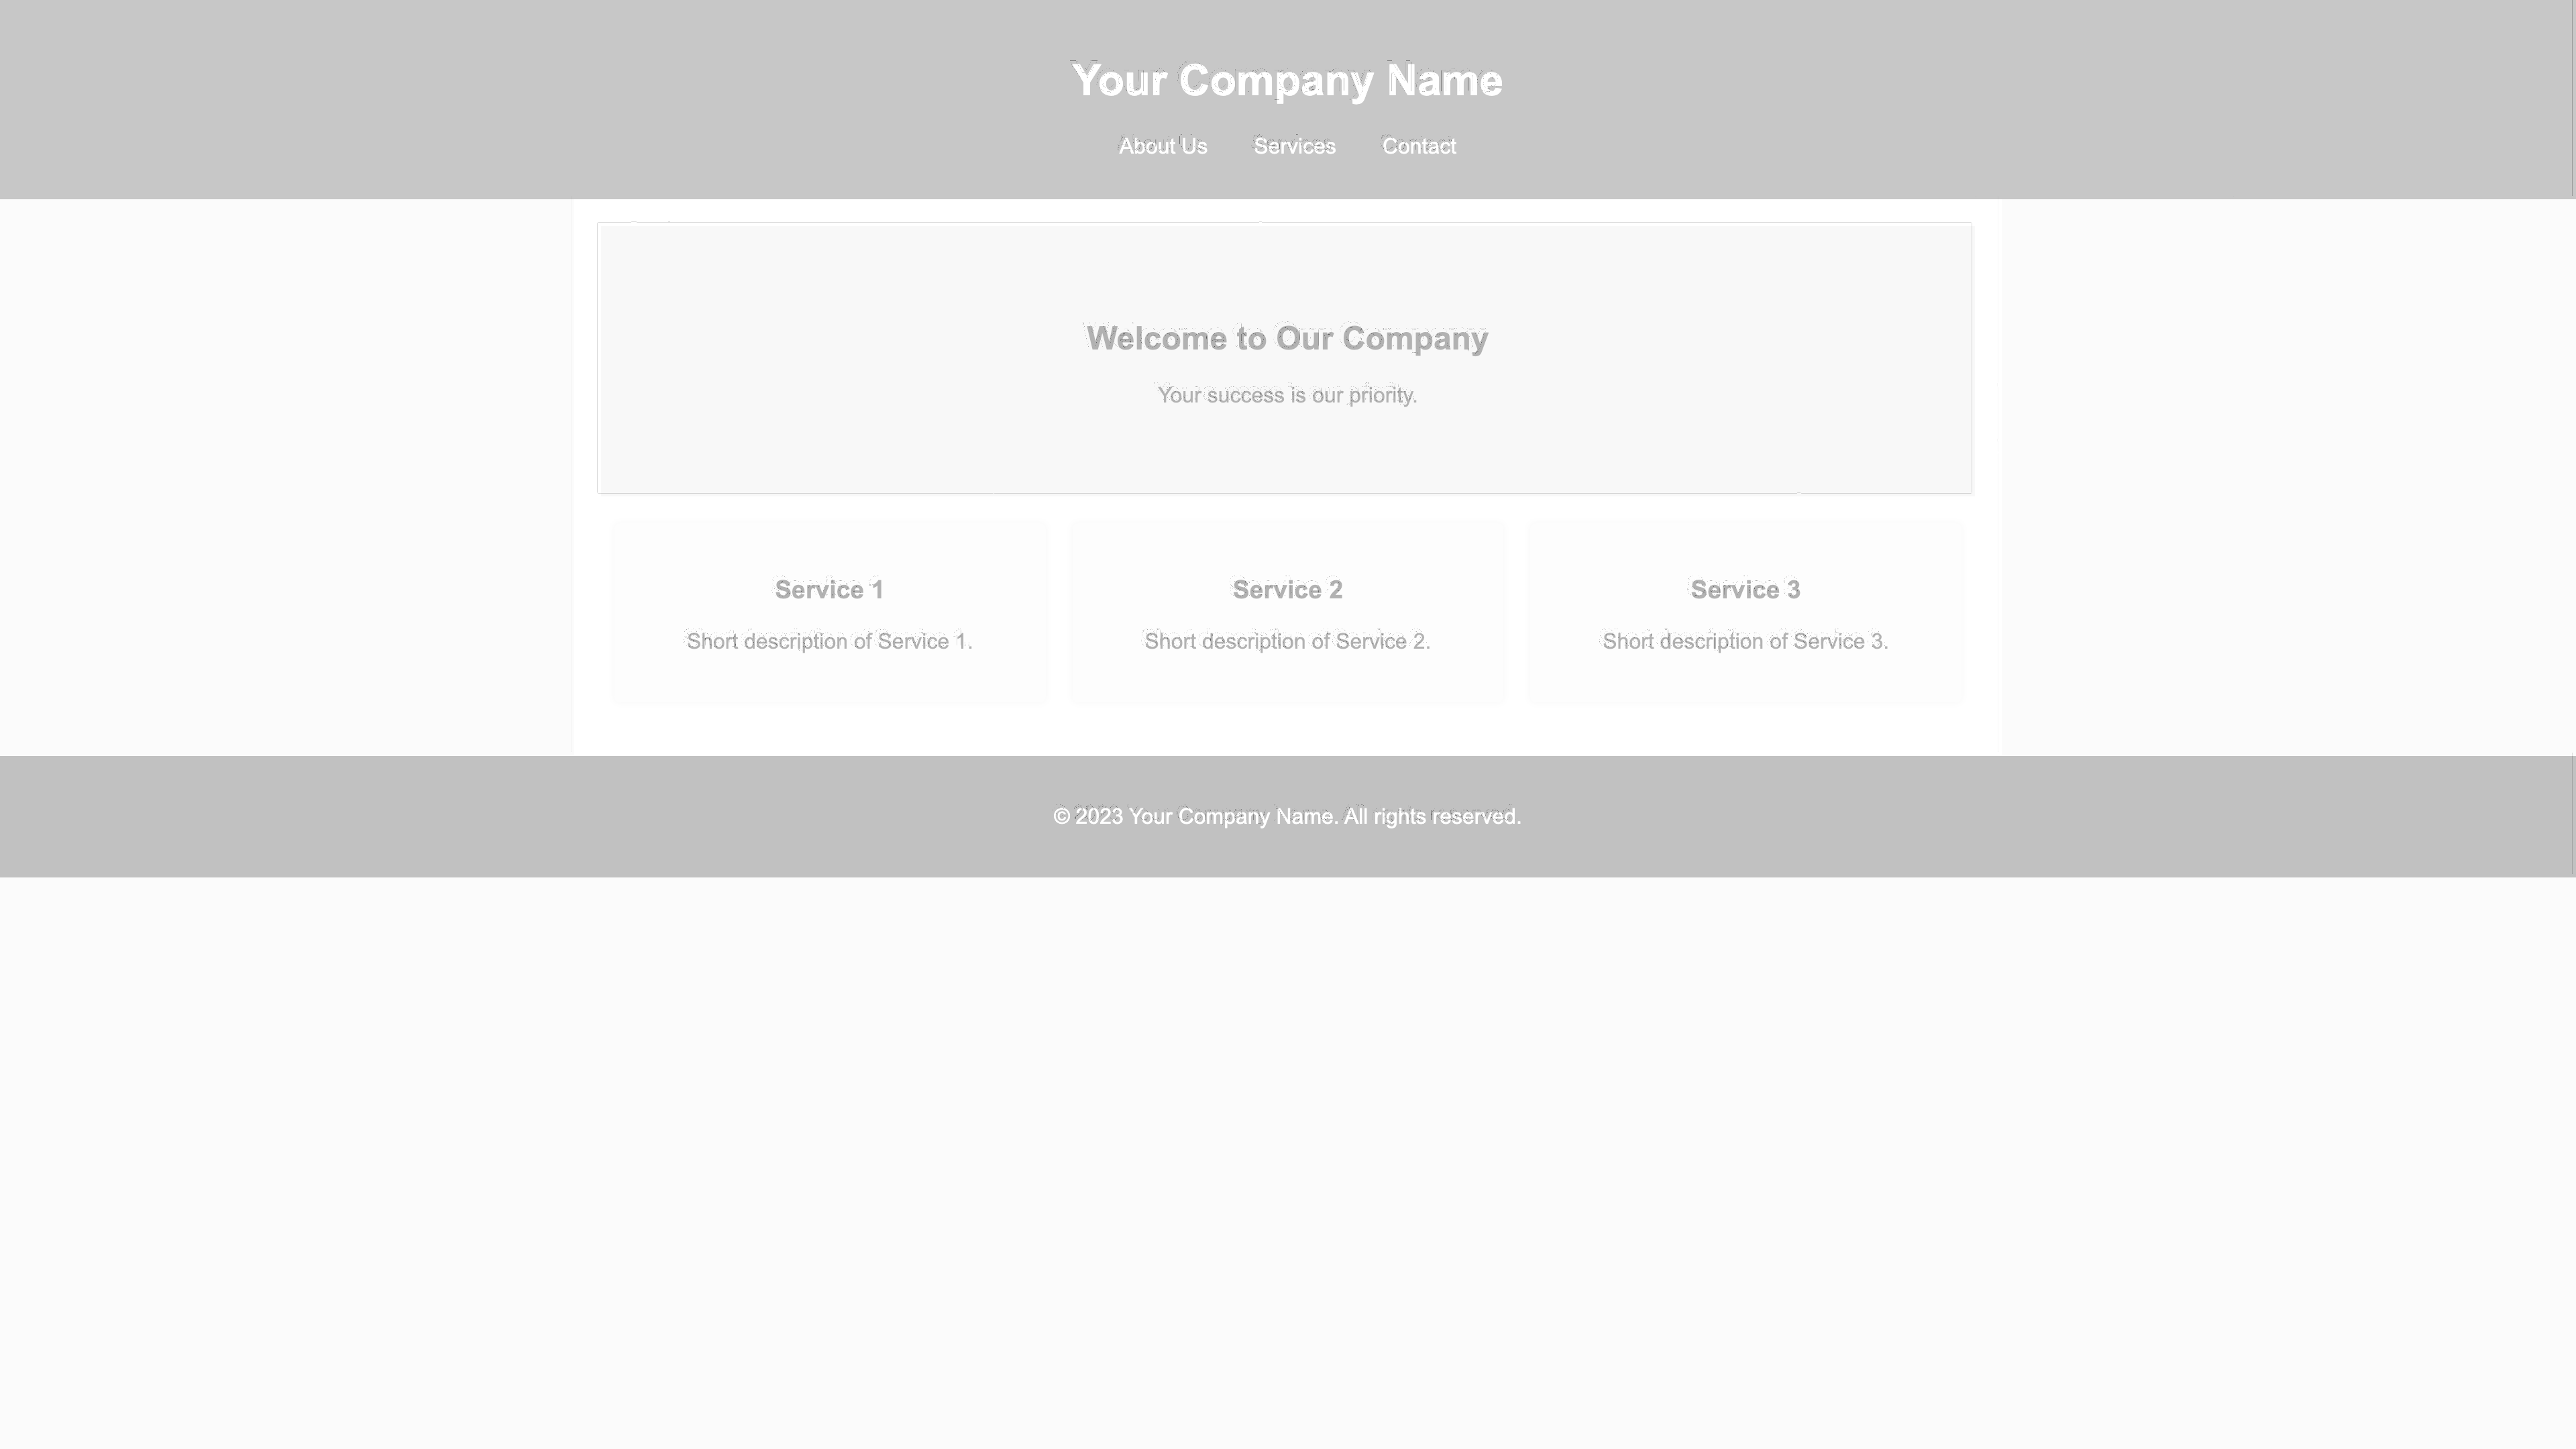 Your Company Name
About Us Services Contact
Welcome to Our Company
Your success is our priority.
Service 1
Short description of Service 1.
Service 2
Short description of Service 2.
Service 3
Short description of Service 3.
© 2023 Your Company Name. All rights reserved.